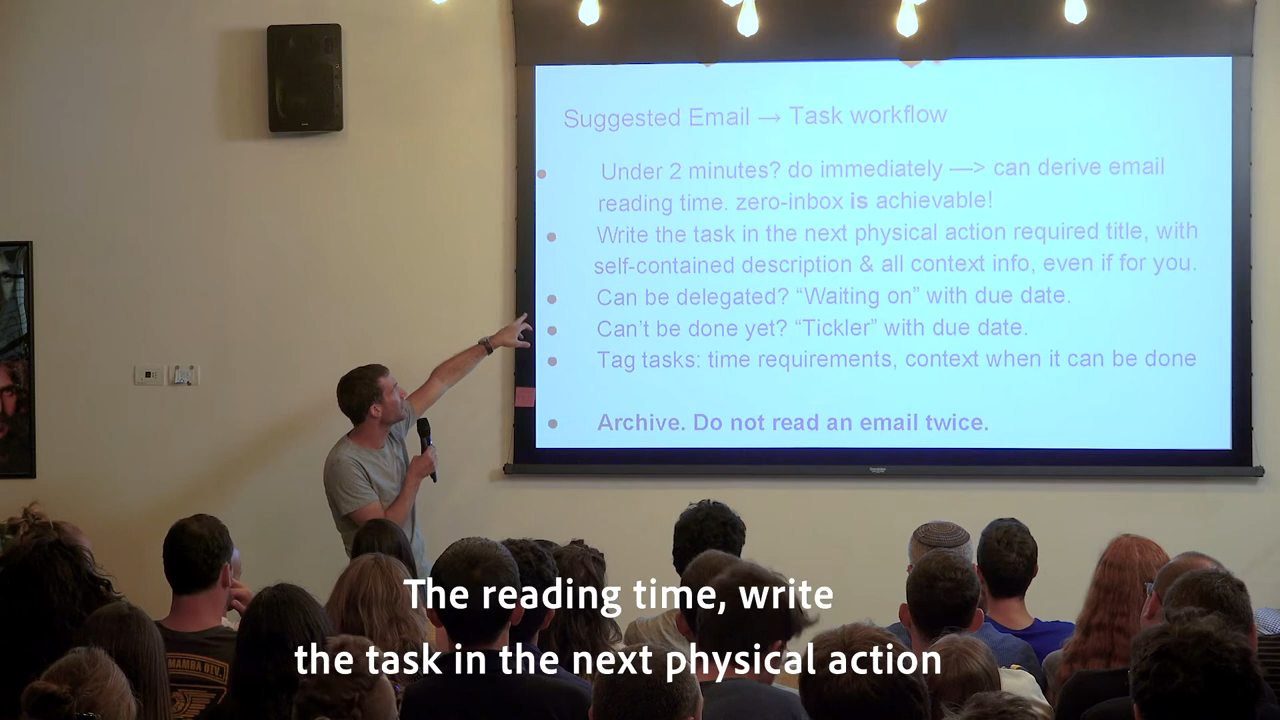 Suggested Email → Task workflow
Under 2 minutes? do immediately —> can derive email
reading time. zero-inbox is achievable!
Write the task in the next physical action required title, with
self-contained description & all context info, even if for you.
Can be delegated? “Waiting on” with due date.
Can’t be done yet? “Tickler” with due date.
Tag tasks: time requirements, context when it can be done
Archive. Do not read an email twice.
The reading time, write
the task in the next physical action
MAMBA DIV.